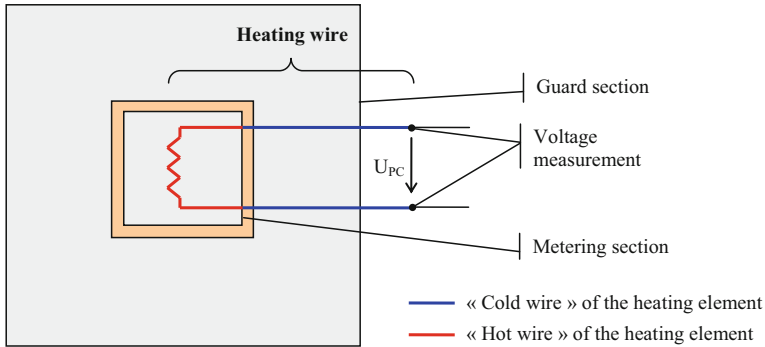 Heating wire
Guard section
Voltage
measurement
U_PC
Metering section
« Cold wire » of the heating element
« Hot wire » of the heating element